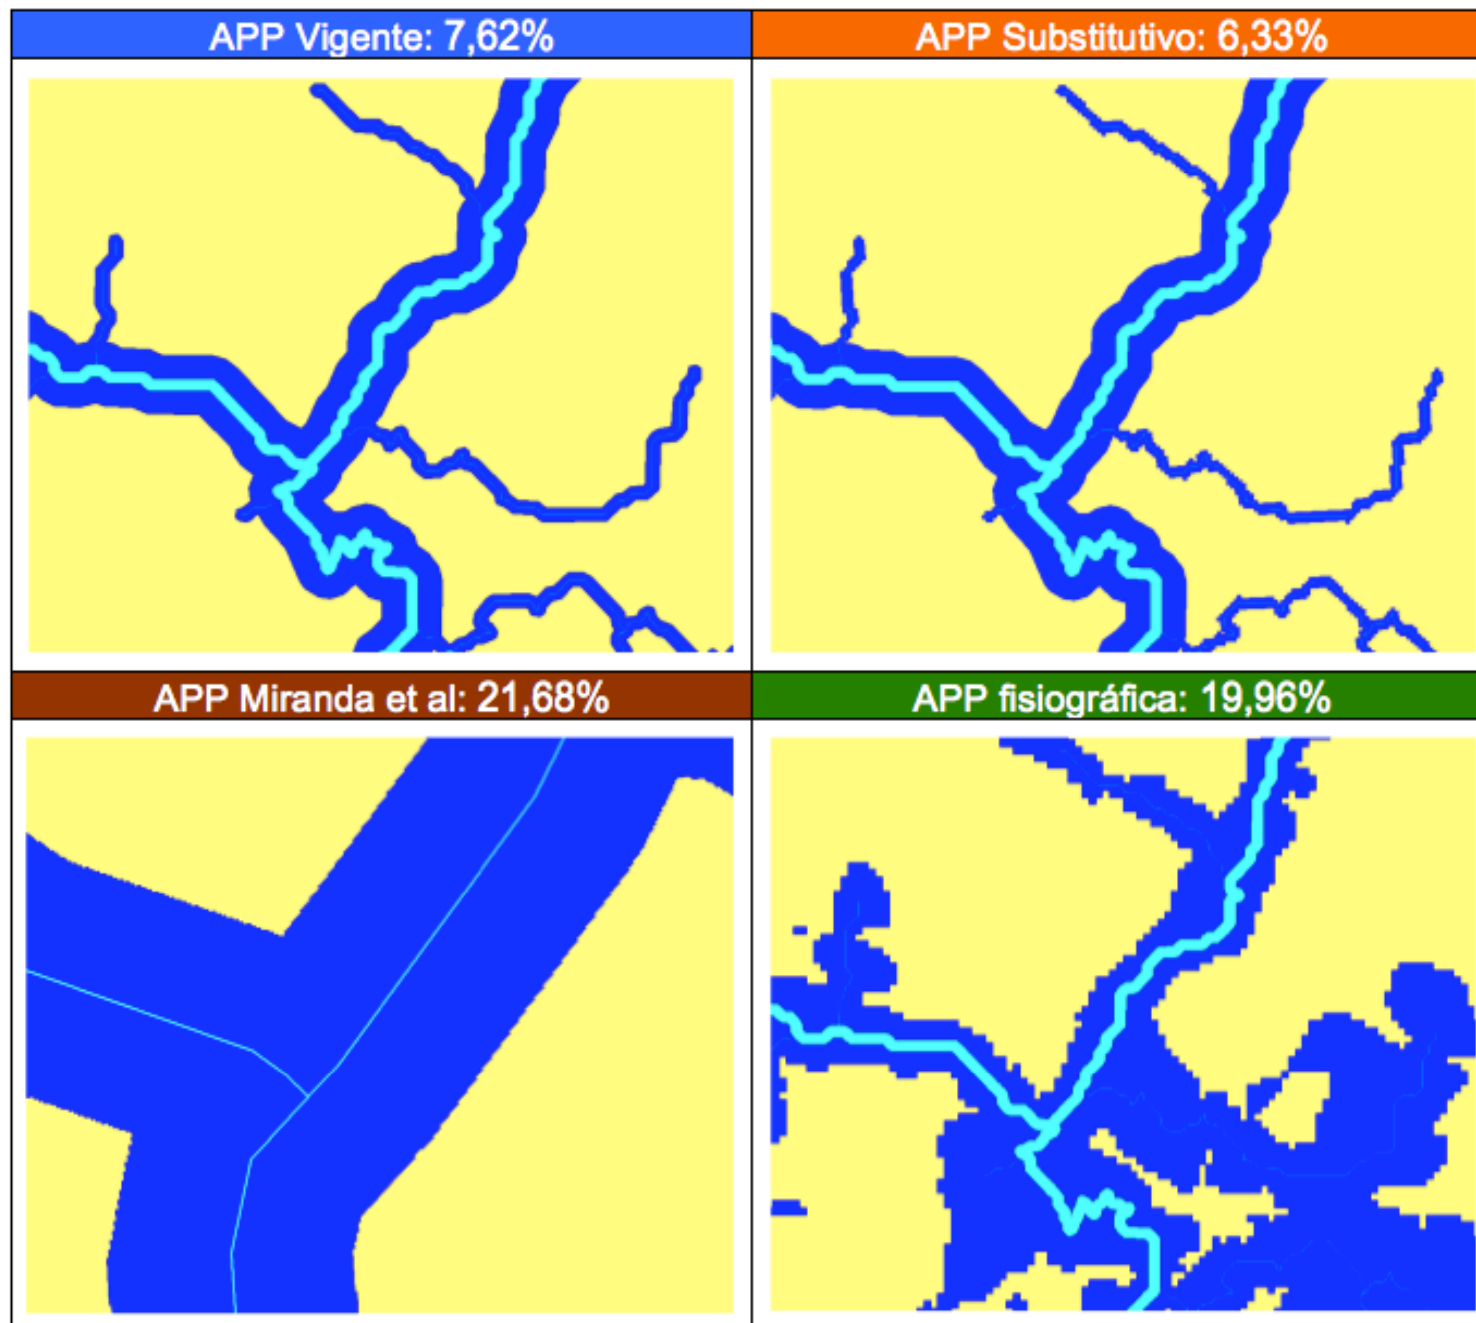 APP Vigente: 7,62%
APP Substitutivo: 6,33%
APP Miranda et al: 21,68%
APP fisiográfica: 19,96%